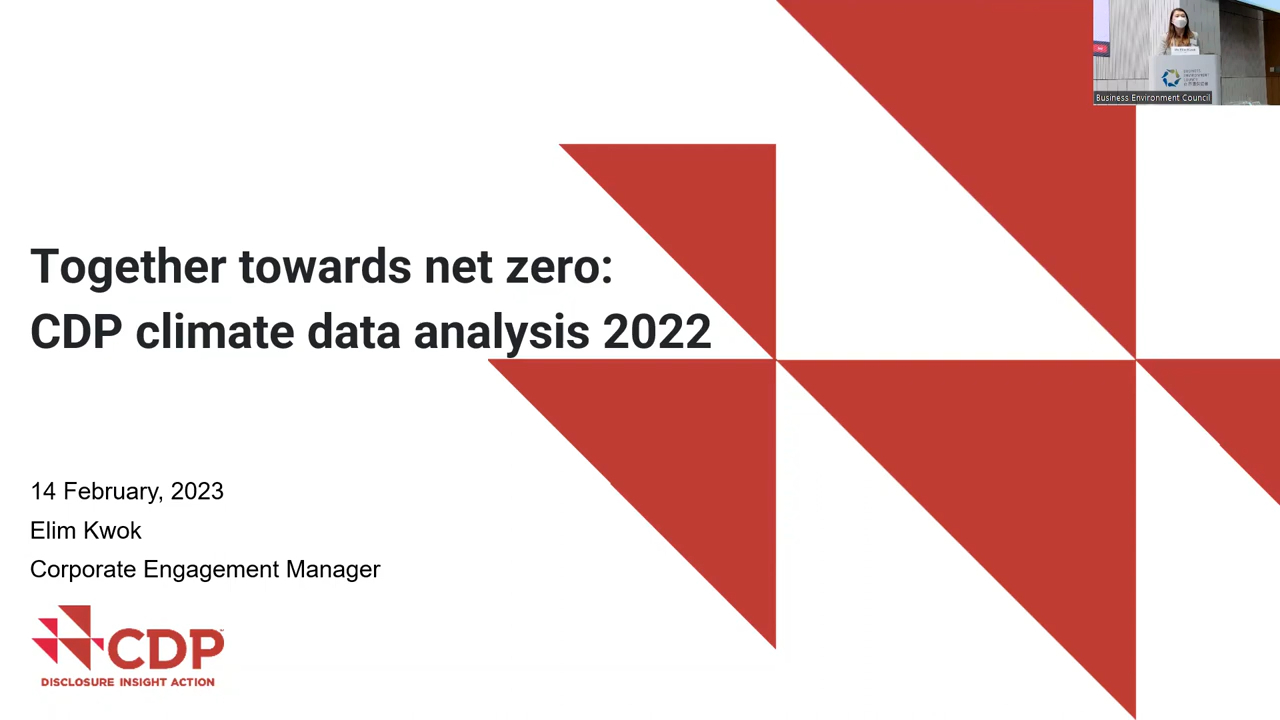 Together towards net zero:
CDP climate data analysis 2022
14 February, 2023
Elim Kwok
Corporate Engagement Manager
CDP
DISCLOSURE INSIGHT ACTION
Business Environment Council